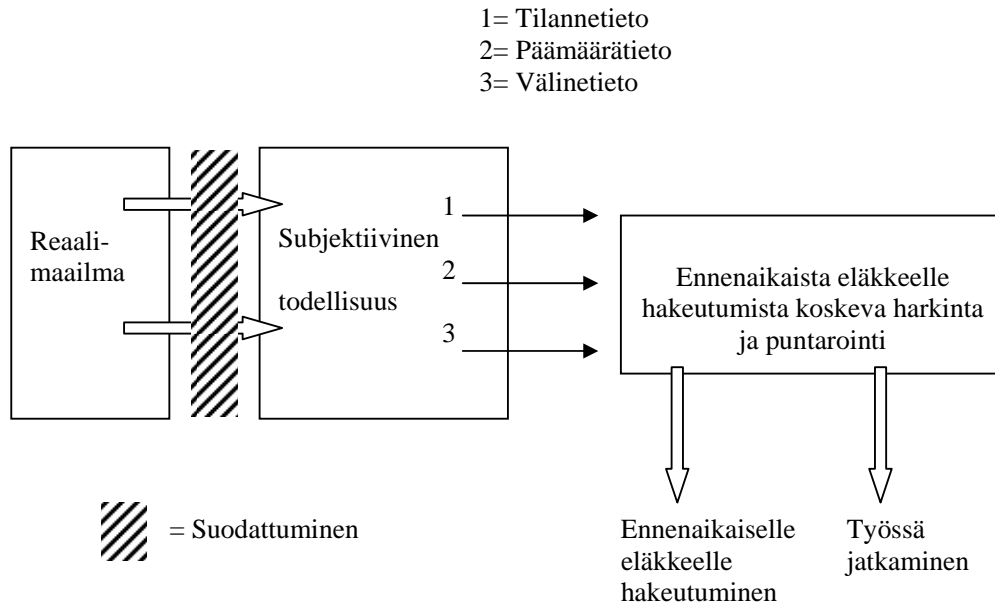 1= Tilannetieto
2= Päämäärätieto
3= Välinetieto
Reaali-
maailma
Subjektiivinen
todellisuus
1
2
3
Ennenaikaista eläkkeelle
hakeutumista koskeva harkinta
ja puntarointi
= Suodattuminen
Ennenaikaiselle
eläkkeelle
hakeutuminen
Työssä
jatkaminen